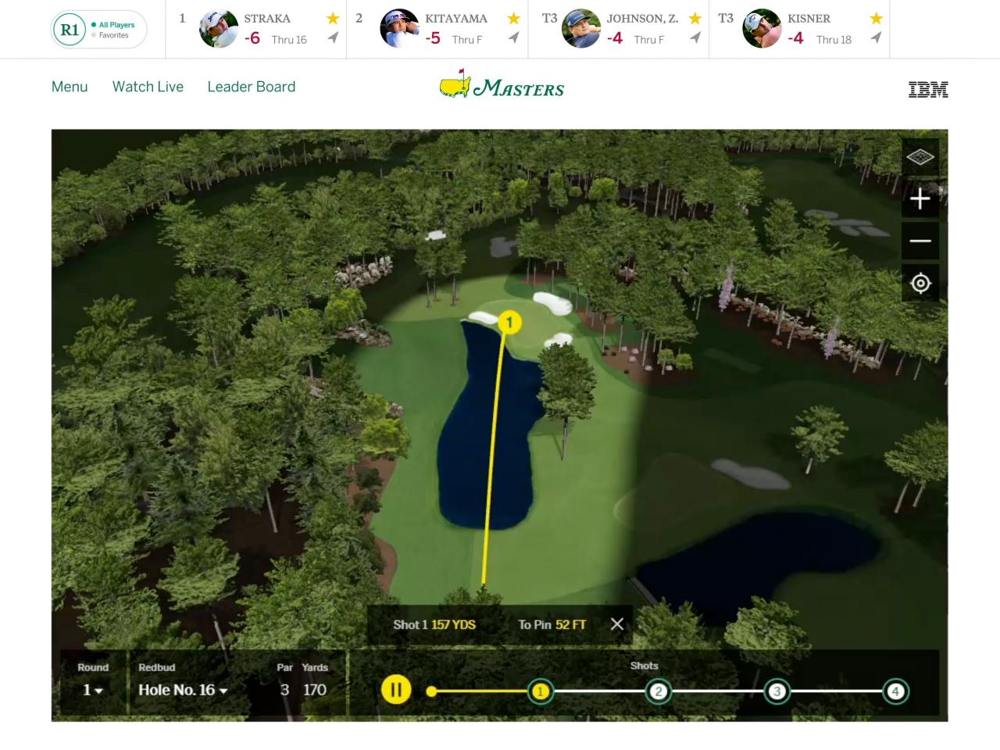 R1
All Players
Favorites
1
STRAKA
-6 Thru 16
2
KITAYAMA
-5 Thru F
T3
JOHNSON, Z.
-4 Thru F
T3
KISNER
-4 Thru 18
Menu Watch Live Leader Board
MASTERS
IBM
1
Shot 1 157 YDS To Pin 52 FT
Round
1
Redbud
Hole No. 16
Par Yards
3 170
Shots
1 2 3 4